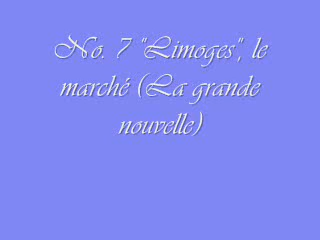 No. 7 "Limoges", le
marché (La grande
nouvelle)